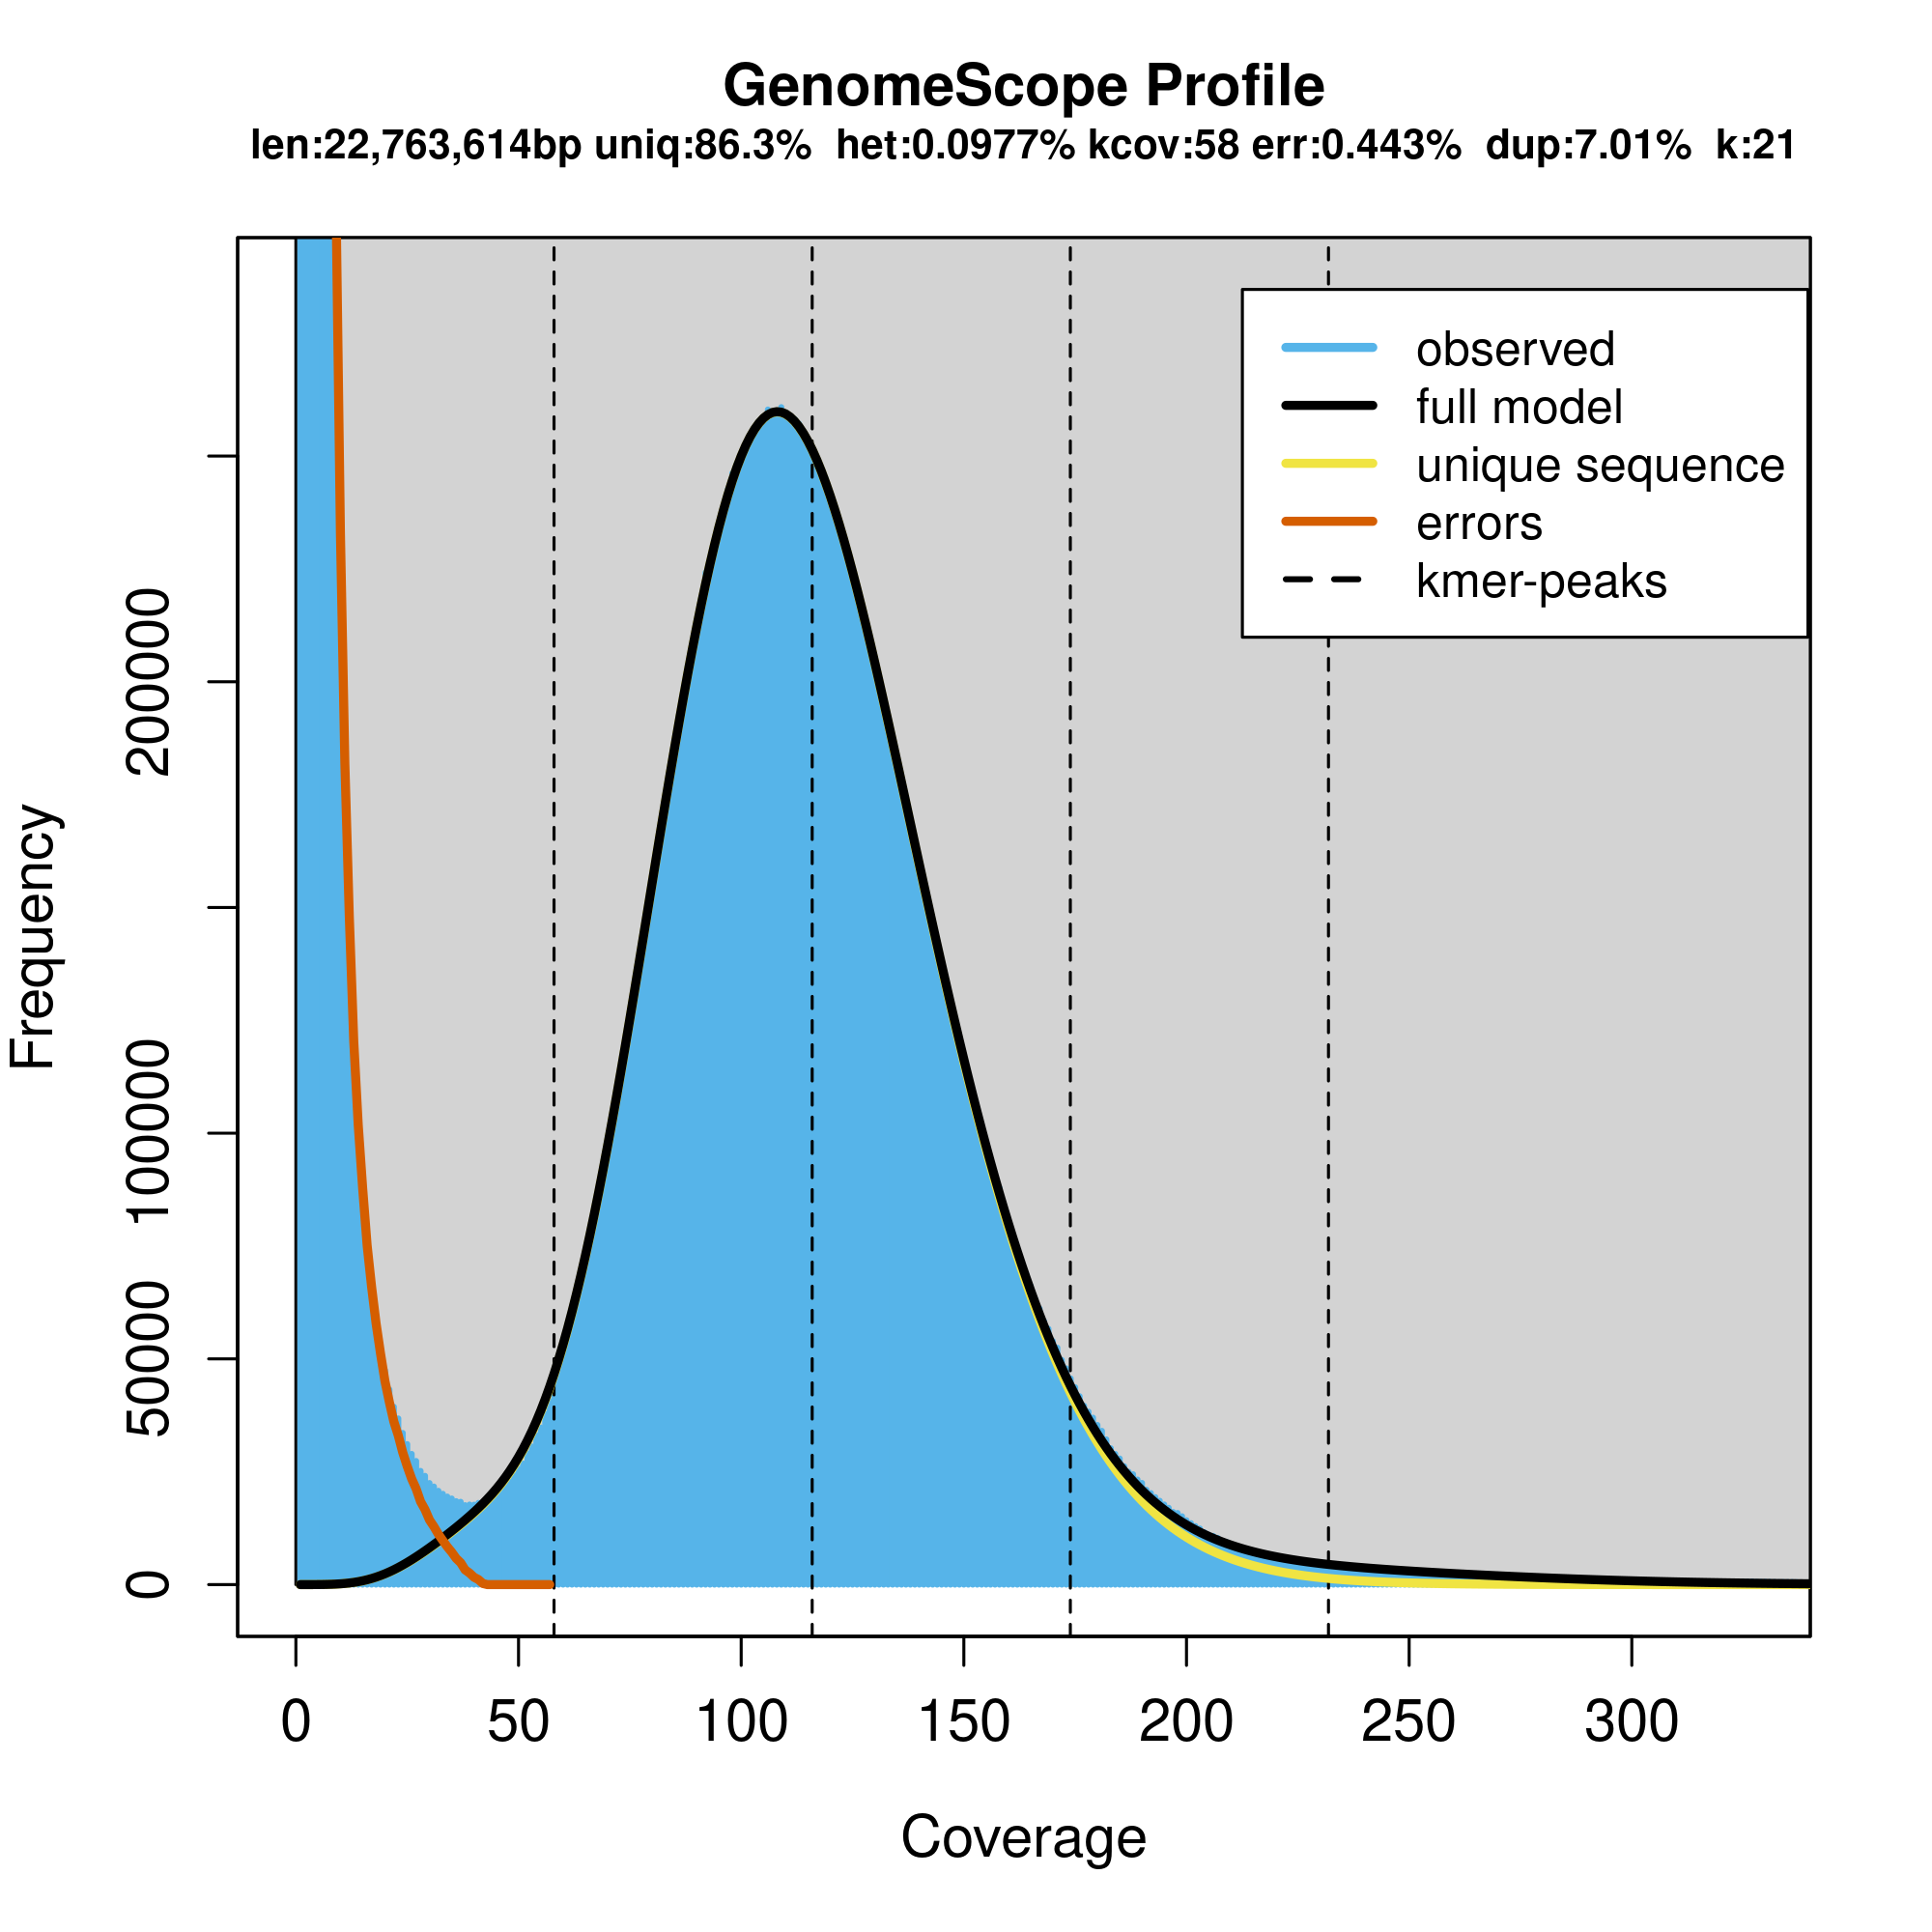 GenomeScope Profile
len:22,763,614bp uniq:86.3% het:0.0977% kcov:58 err:0.443% dup:7.01% k:21
observed
full model
unique sequence
errors
kmer-peaks
Frequency
200000
100000
50000
0
0 50 100 150 200 250 300
Coverage